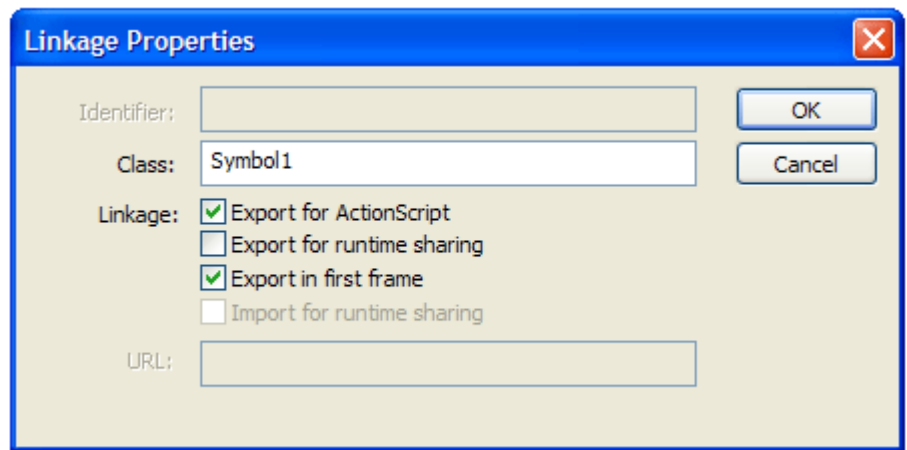 Linkage Properties
Identifier:
OK
Class: Symbol1
Cancel
Linkage: Export for ActionScript
Export for runtime sharing
Export in first frame
Import for runtime sharing
URL: